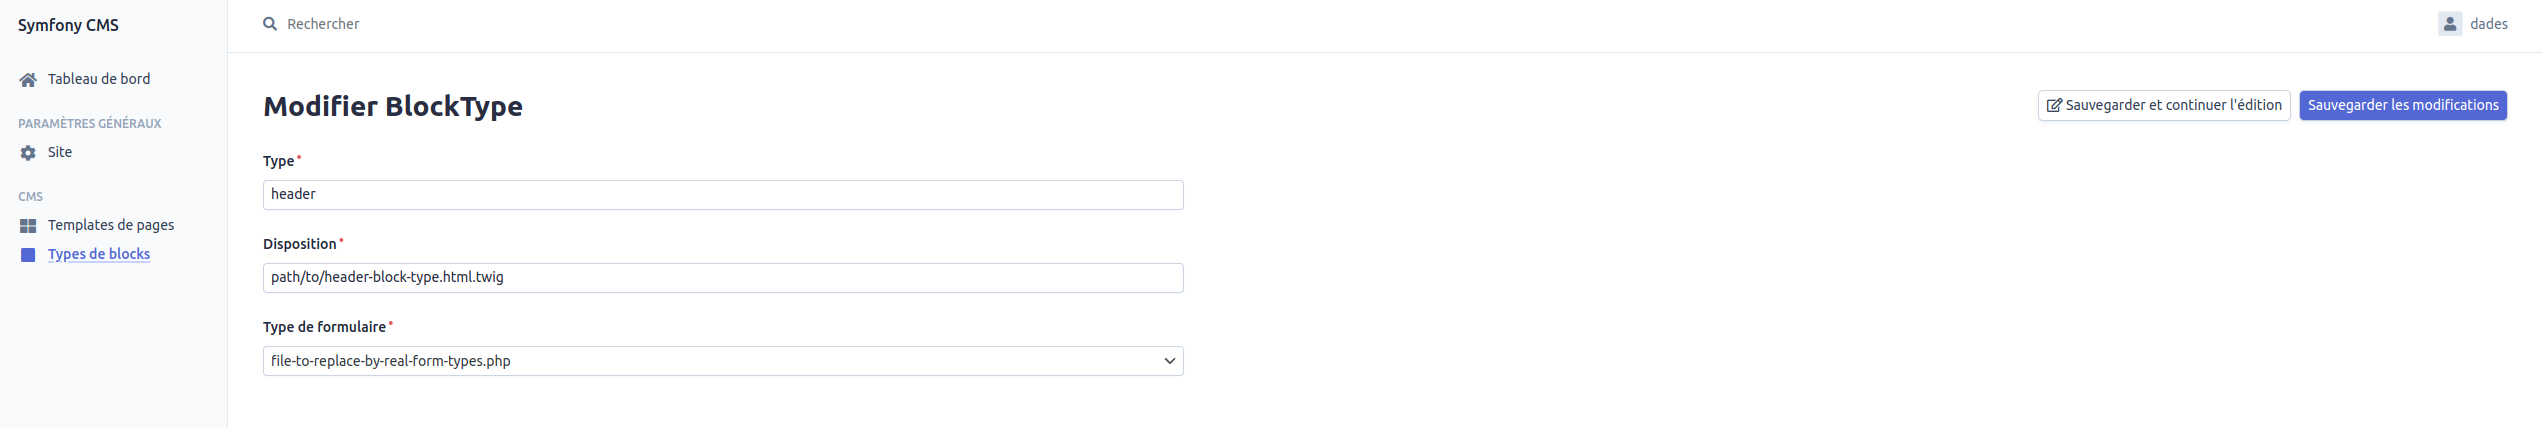 Symfony CMS
Rechercher
dades
Tableau de bord
PARAMÈTRES GÉNÉRAUX
Site
CMS
Templates de pages
Types de blocks
Modifier BlockType
Sauvegarder et continuer l'édition
Sauvegarder les modifications
Type
header
Disposition
path/to/header-block-type.html.twig
Type de formulaire
file-to-replace-by-real-form-types.php